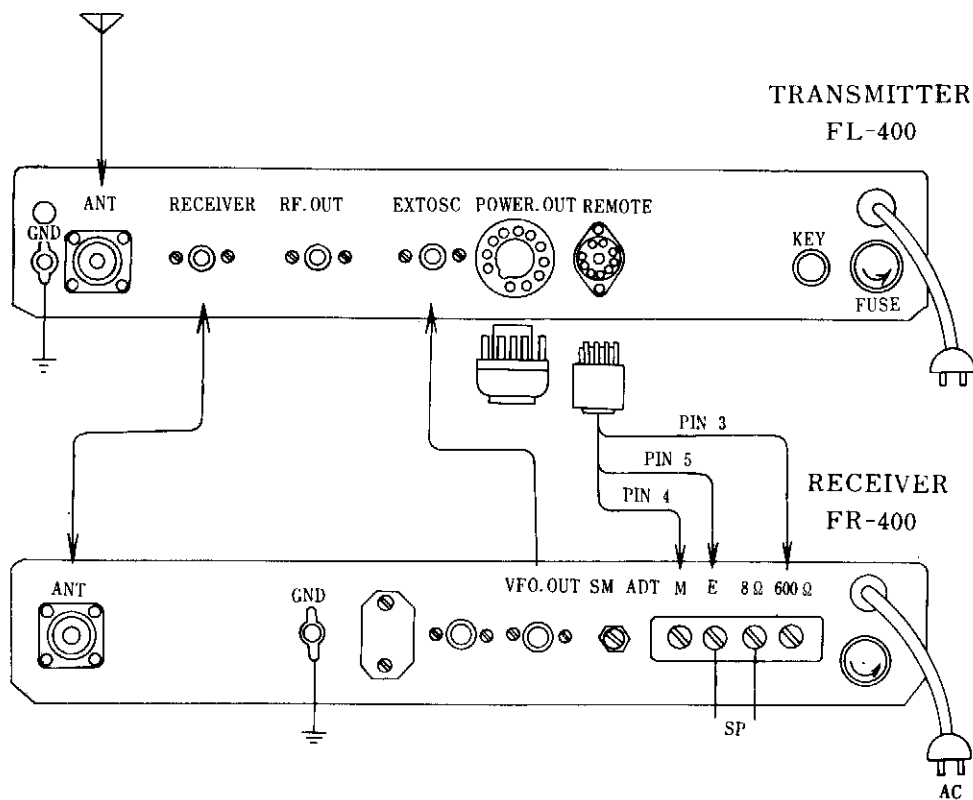 TRANSMITTER
FL-400
ANT RECEIVER RF.OUT EXTOSC POWER.OUT REMOTE
GND
KEY
FUSE
PIN 3
PIN 5
PIN 4
RECEIVER
FR-400
ANT GND VFO.OUT SM ADT M E 8Ω 600Ω
SP
AC